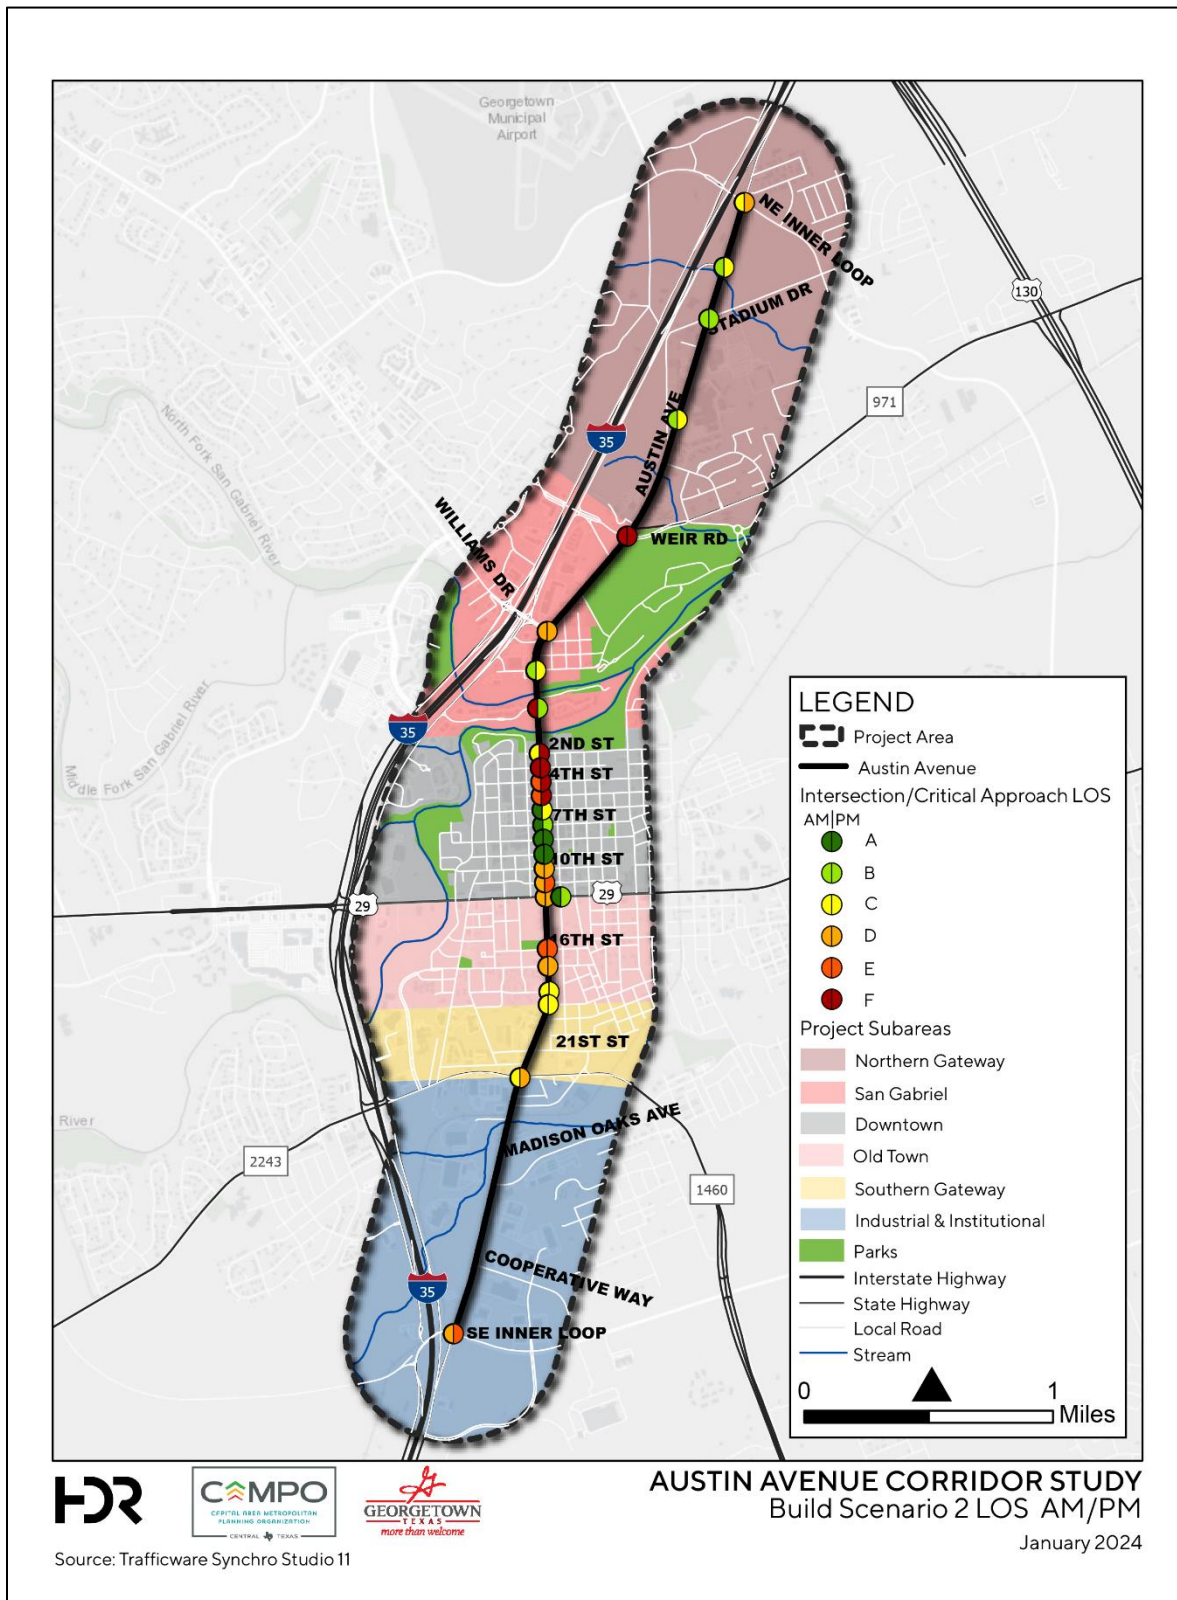 Georgetown
Municipal
Airport
NE INNER LOOP
STADIUM DR
130
971
35
AUSTIN AVE
North Fork San Gabriel River
WILLIAMS DR
WEIR RD
35
Middle Fork San Gabriel River
2ND ST
4TH ST
7TH ST
10TH ST
29
29
16TH ST
21ST ST
River
MADISON OAKS AVE
2243
1460
35
COOPERATIVE WAY
SE INNER LOOP
LEGEND
Project Area
Austin Avenue
Intersection/Critical Approach LOS
AM|PM
A
B
C
D
E
F
Project Subareas
Northern Gateway
San Gabriel
Downtown
Old Town
Southern Gateway
Industrial & Institutional
Parks
Interstate Highway
State Highway
Local Road
Stream
0 1
Miles
HDR
CAMPO
CAPITAL AREA METROPOLITAN
PLANNING ORGANIZATION
CENTRAL TEXAS
G
GEORGETOWN
TEXAS
more than welcome
Source: Trafficware Synchro Studio 11
AUSTIN AVENUE CORRIDOR STUDY
Build Scenario 2 LOS AM/PM
January 2024